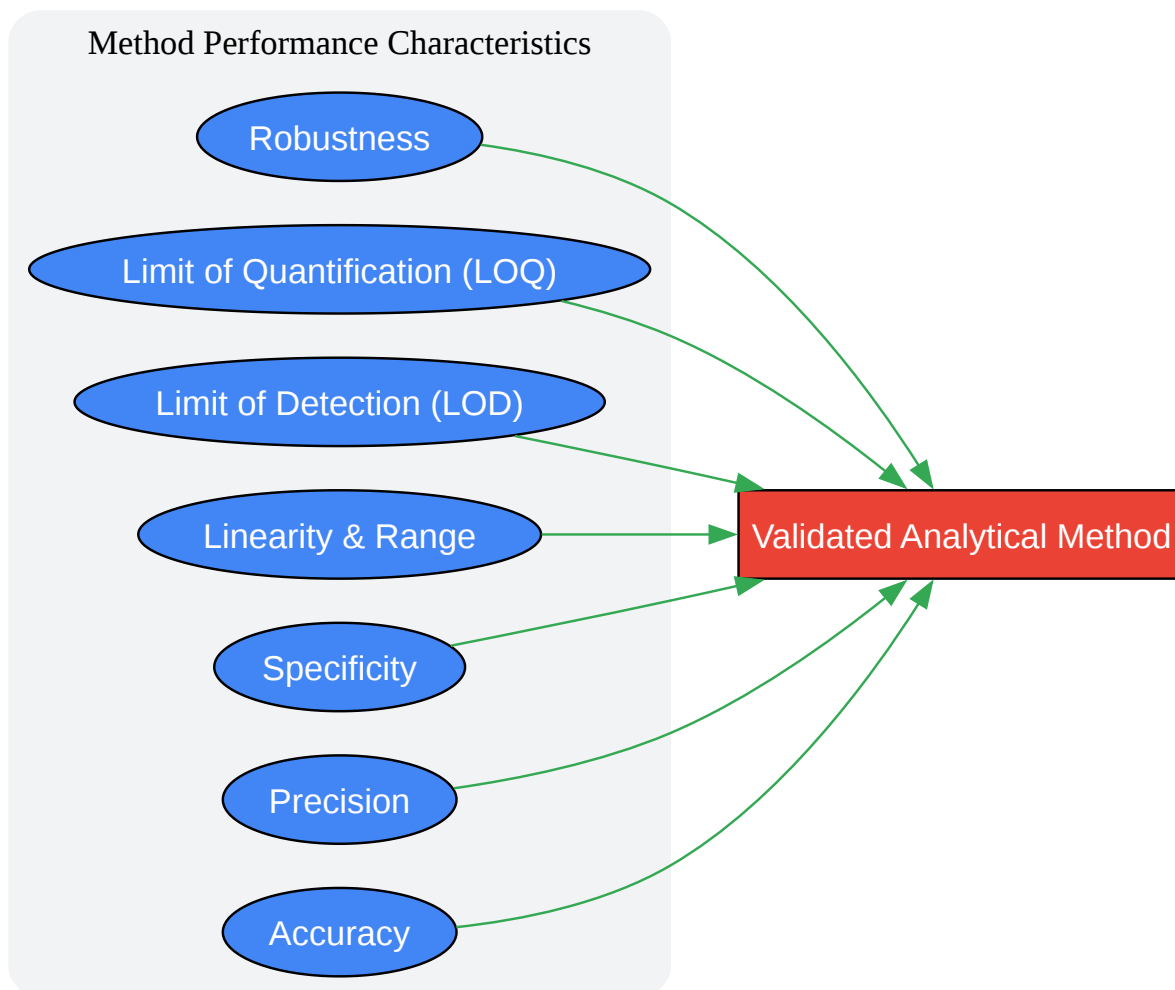 Method Performance Characteristics
Robustness
Limit of Quantification (LOQ)
Limit of Detection (LOD)
Linearity & Range
Validated Analytical Method
Specificity
Precision
Accuracy